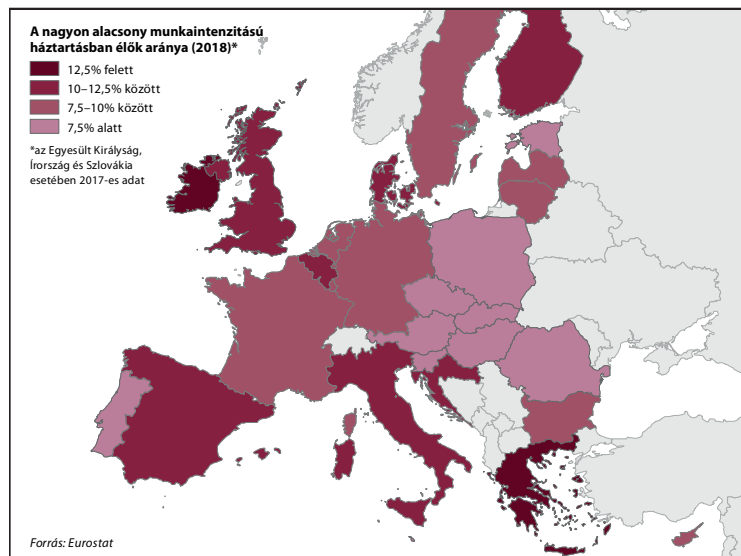 A nagyon alacsony munkaintenzitású
háztartásban élők aránya (2018)*
12,5% felett
10–12,5% között
7,5–10% között
7,5% alatt
*az Egyesült Királyság,
Írország és Szlovákia
esetében 2017-es adat
Forrás: Eurostat